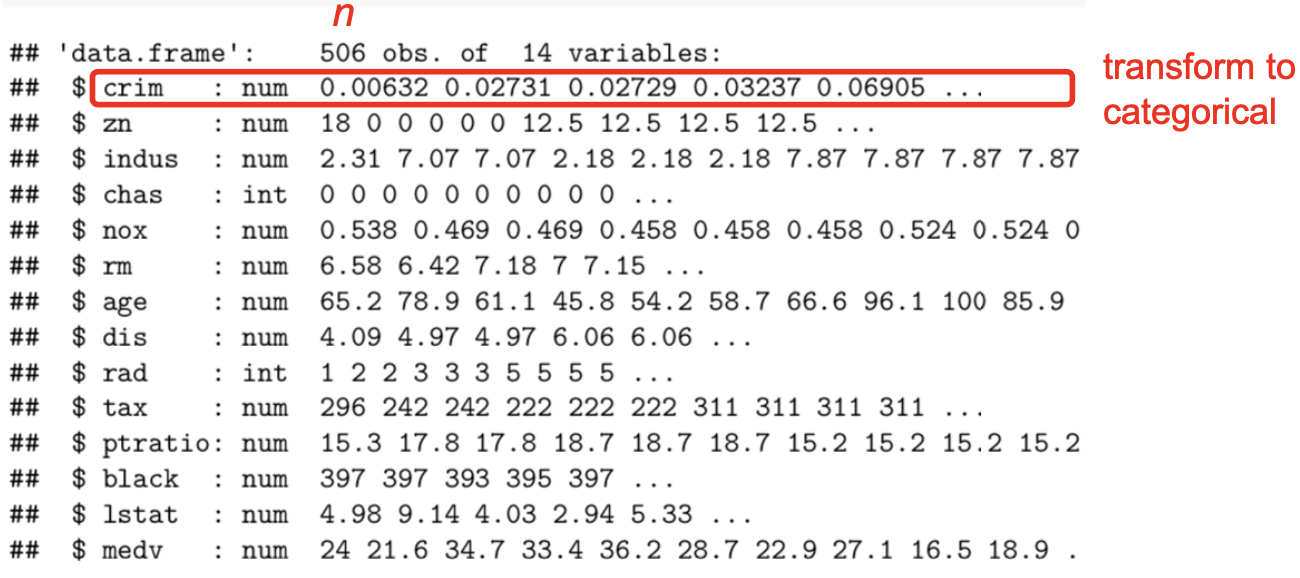 n
## 'data.frame':    506 obs. of  14 variables:
##  $ crim   : num  0.00632 0.02731 0.02729 0.03237 0.06905 ...
transform to
categorical
##  $ zn     : num  18 0 0 0 0 0 12.5 12.5 12.5 12.5 ...
##  $ indus  : num  2.31 7.07 7.07 2.18 2.18 2.18 7.87 7.87 7.87 7.87
##  $ chas   : int  0 0 0 0 0 0 0 0 0 0 ...
##  $ nox    : num  0.538 0.469 0.469 0.458 0.458 0.458 0.524 0.524 0
##  $ rm     : num  6.58 6.42 7.18 7 7.15 ...
##  $ age    : num  65.2 78.9 61.1 45.8 54.2 58.7 66.6 96.1 100 85.9
##  $ dis    : num  4.09 4.97 4.97 6.06 6.06 ...
##  $ rad    : int  1 2 2 3 3 3 5 5 5 5 ...
##  $ tax    : num  296 242 242 222 222 222 311 311 311 311 ...
##  $ ptratio: num  15.3 17.8 17.8 18.7 18.7 18.7 15.2 15.2 15.2 15.2
##  $ black  : num  397 397 393 395 397 ...
##  $ lstat  : num  4.98 9.14 4.03 2.94 5.33 ...
##  $ medv   : num  24 21.6 34.7 33.4 36.2 28.7 22.9 27.1 16.5 18.9 .